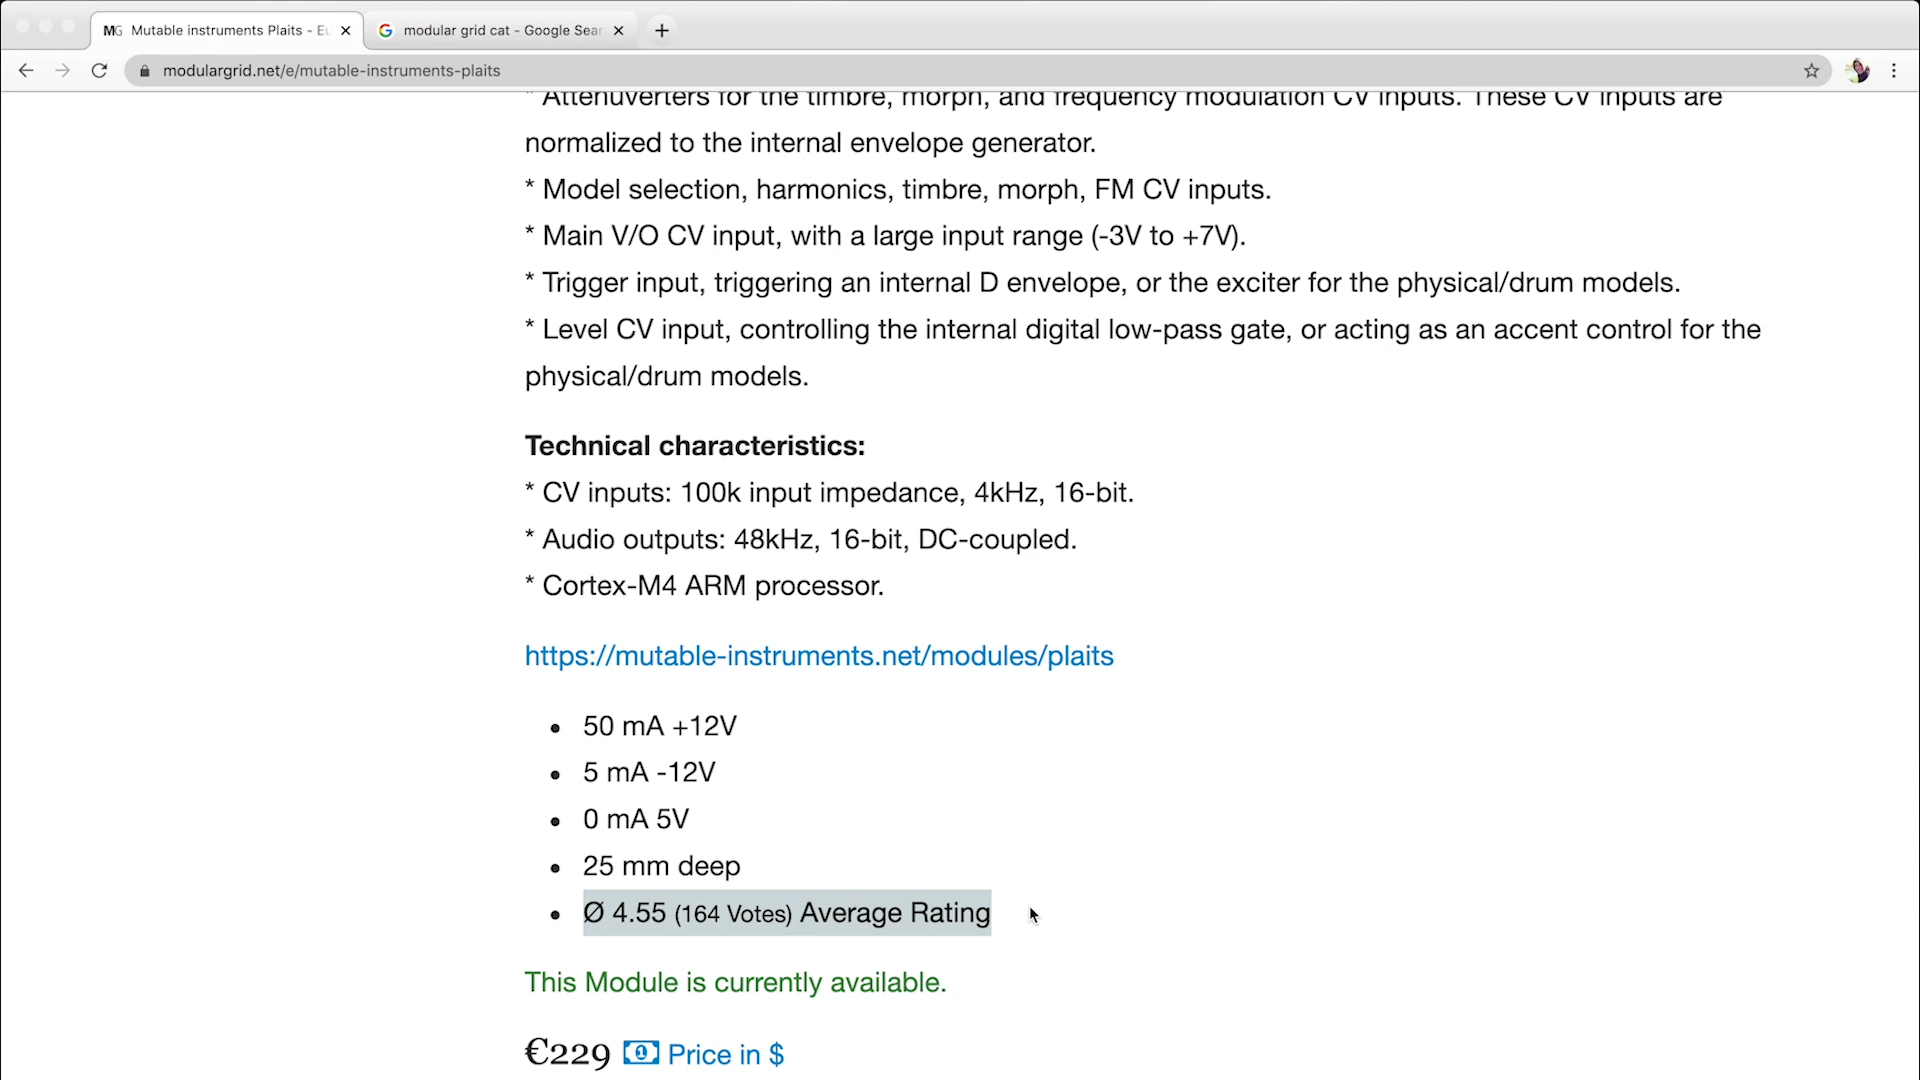 MG Mutable instruments Plaits - Eu
modular grid cat - Google Sear
modulargrid.net/e/mutable-instruments-plaits
* Attenuverters for the timbre, morph, and frequency modulation CV inputs. These CV inputs are
normalized to the internal envelope generator.
* Model selection, harmonics, timbre, morph, FM CV inputs.
* Main V/O CV input, with a large input range (-3V to +7V).
* Trigger input, triggering an internal D envelope, or the exciter for the physical/drum models.
* Level CV input, controlling the internal digital low-pass gate, or acting as an accent control for the
physical/drum models.
Technical characteristics:
* CV inputs: 100k input impedance, 4kHz, 16-bit.
* Audio outputs: 48kHz, 16-bit, DC-coupled.
* Cortex-M4 ARM processor.
https://mutable-instruments.net/modules/plaits
• 50 mA +12V
• 5 mA -12V
• 0 mA 5V
• 25 mm deep
• Ø 4.55 (164 Votes) Average Rating
This Module is currently available.
€229 Price in $